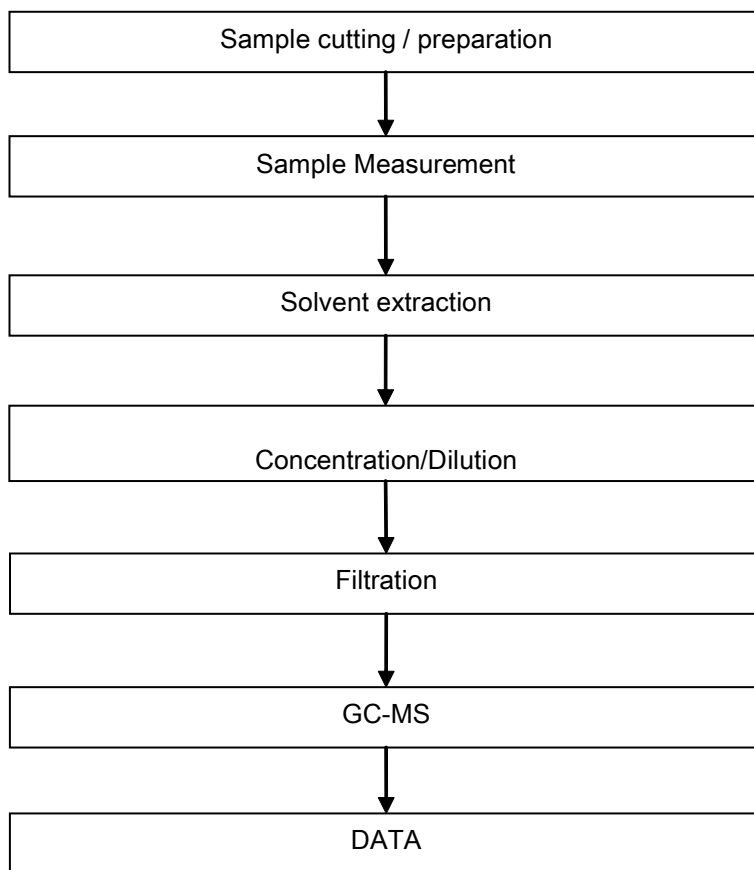 Sample cutting / preparation
Sample Measurement
Solvent extraction
Concentration/Dilution
Filtration
GC-MS
DATA